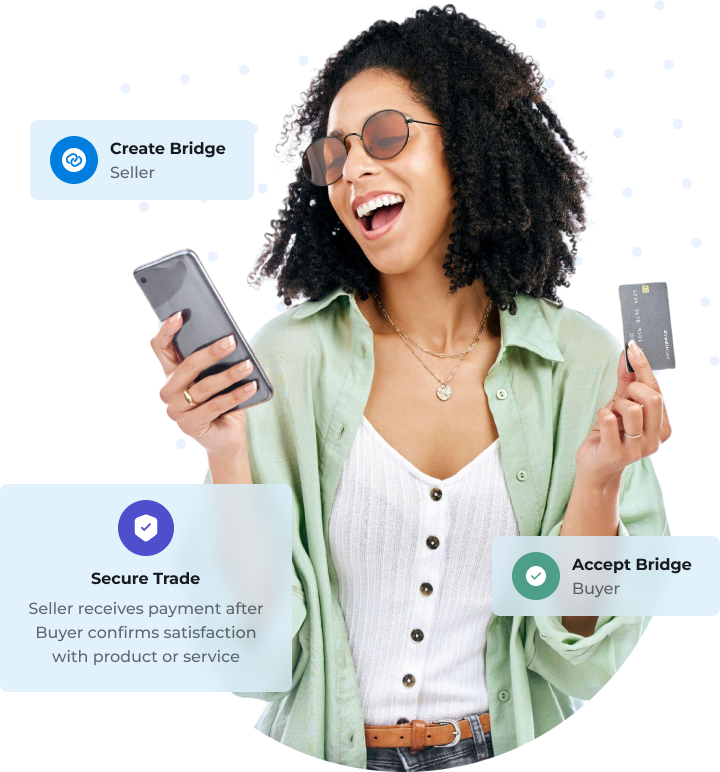 Create Bridge
Seller
Secure Trade
Seller receives payment after
Buyer confirms satisfaction
with product or service
Accept Bridge
Buyer